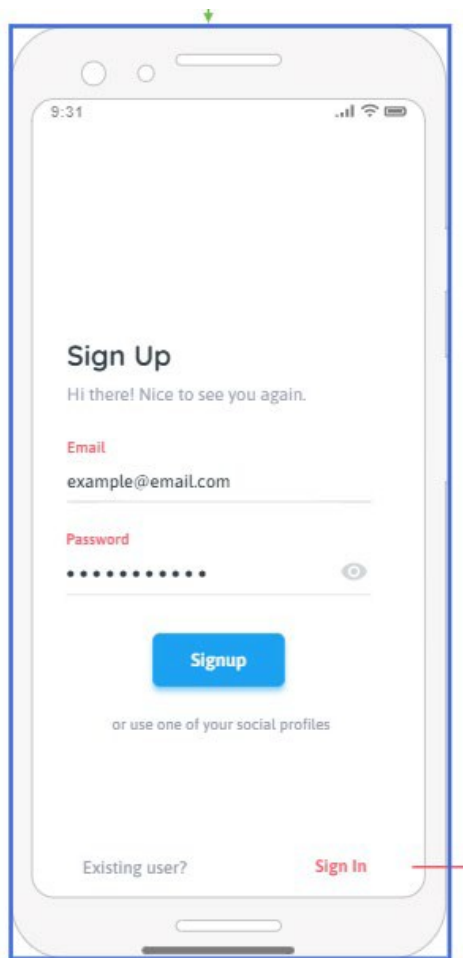 9:31
Sign Up
Hi there! Nice to see you again.
Email
example@email.com
Password
Signup
or use one of your social profiles
Existing user? Sign In